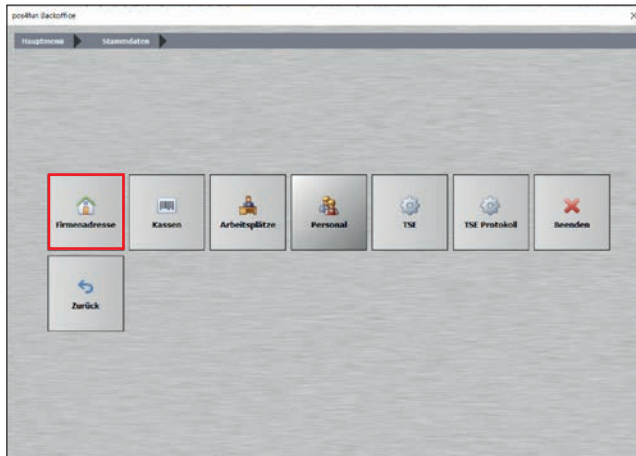 pos4fun Backoffice
Hauptmenü Stammdaten
Firmenadresse Kassen Arbeitsplätze Personal TSE TSE Protokoll Beenden
Zurück